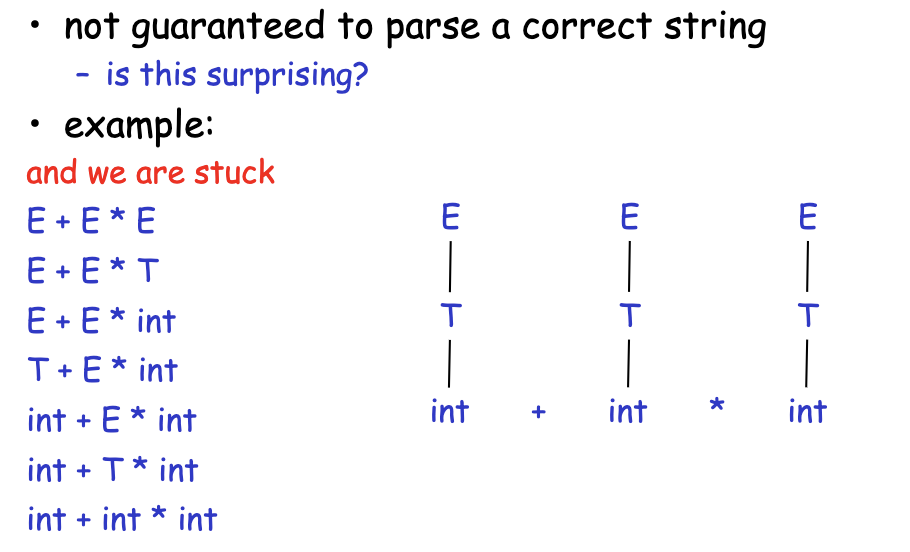 • not guaranteed to parse a correct string
– is this surprising?
• example:
and we are stuck
E + E * E
E + E * T
E + E * int
T + E * int
int + E * int
int + T * int
int + int * int
E E E
T T T
int + int * int